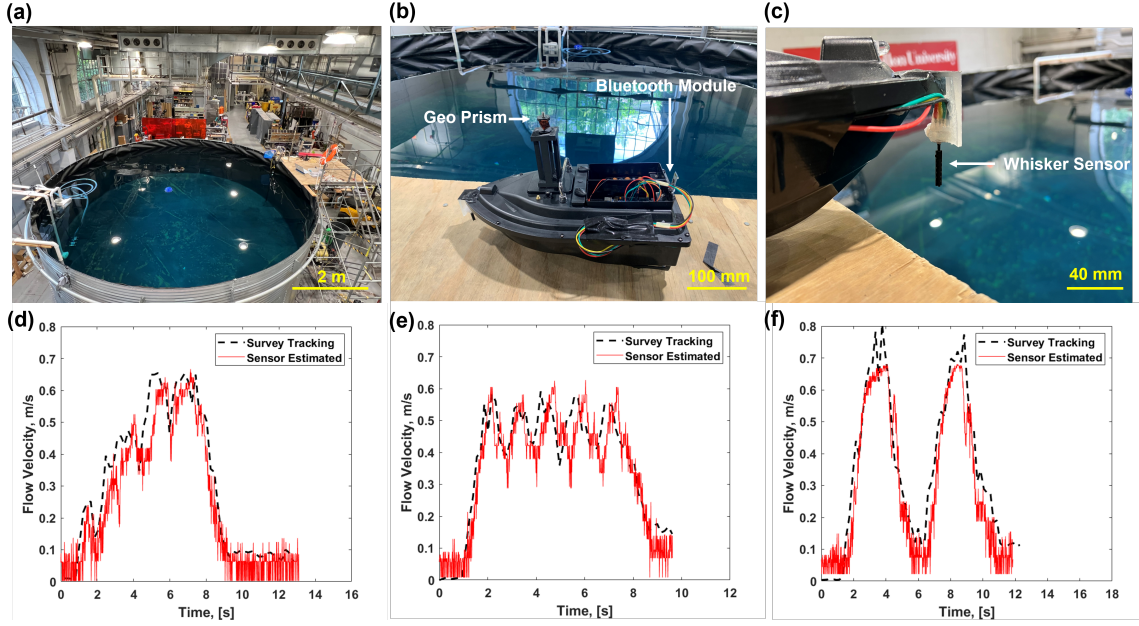 (a)
(b)
(c)
2 m
Geo Prism
Bluetooth Module
100 mm
University
Whisker Sensor
40 mm
(d)
0.8
0.7
0.6
0.5
0.4
0.3
0.2
0.1
0
Flow Velocity, m/s
Survey Tracking
Sensor Estimated
0 2 4 6 8 10 12 14 16
Time, [s]
(e)
0.8
0.7
0.6
0.5
0.4
0.3
0.2
0.1
0
Flow Velocity, m/s
Survey Tracking
Sensor Estimated
0 2 4 6 8 10 12
Time, [s]
(f)
0.8
0.7
0.6
0.5
0.4
0.3
0.2
0.1
0
Flow Velocity, m/s
Survey Tracking
Sensor Estimated
0 2 4 6 8 10 12 14 16 18
Time, [s]